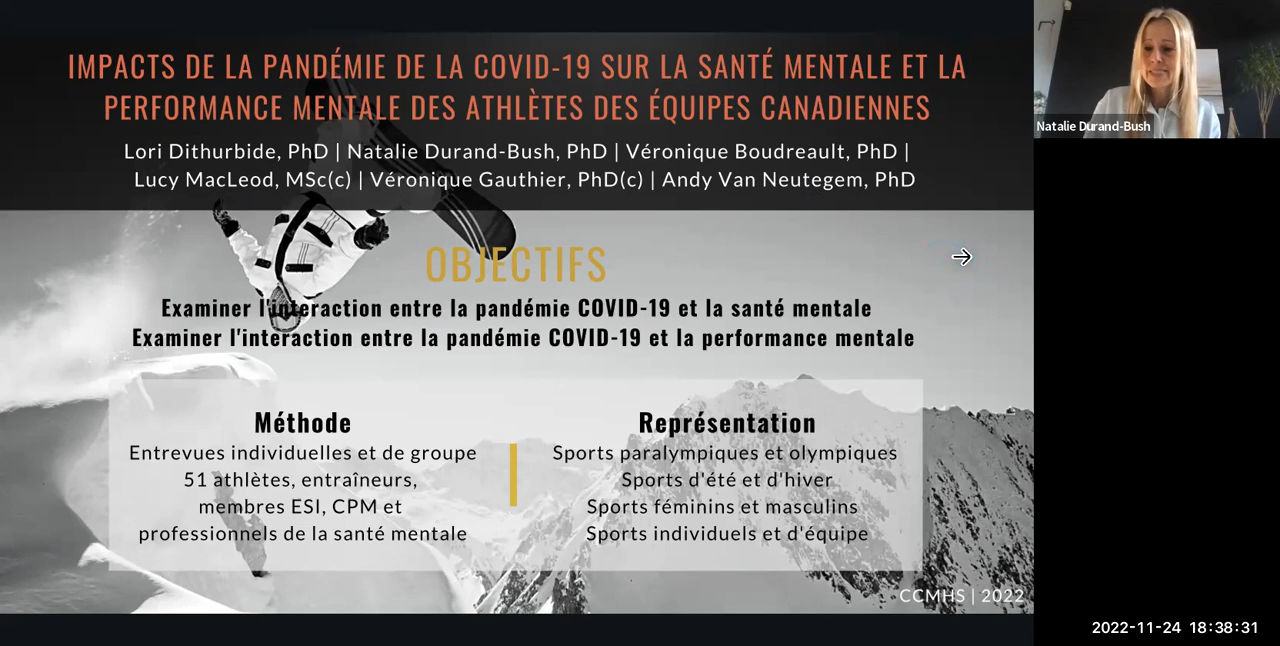 IMPACTS DE LA PANDÉMIE DE LA COVID-19 SUR LA SANTÉ MENTALE ET LA
PERFORMANCE MENTALE DES ATHLÈTES DES ÉQUIPES CANADIENNES
Lori Dithurbide, PhD | Natalie Durand-Bush, PhD | Véronique Boudreault, PhD |
Lucy MacLeod, MSc(c) | Véronique Gauthier, PhD(c) | Andy Van Neutegem, PhD
Natalie Durand-Bush
OBJECTIFS
Examiner l'interaction entre la pandémie COVID-19 et la santé mentale
Examiner l'interaction entre la pandémie COVID-19 et la performance mentale
Méthode
Entrevues individuelles et de groupe
51 athlètes, entraîneurs,
membres ESI, CPM et
professionnels de la santé mentale
Représentation
Sports paralympiques et olympiques
Sports d'été et d'hiver
Sports féminins et masculins
Sports individuels et d'équipe
CCMHS | 2022
2022-11-24 18:38:31